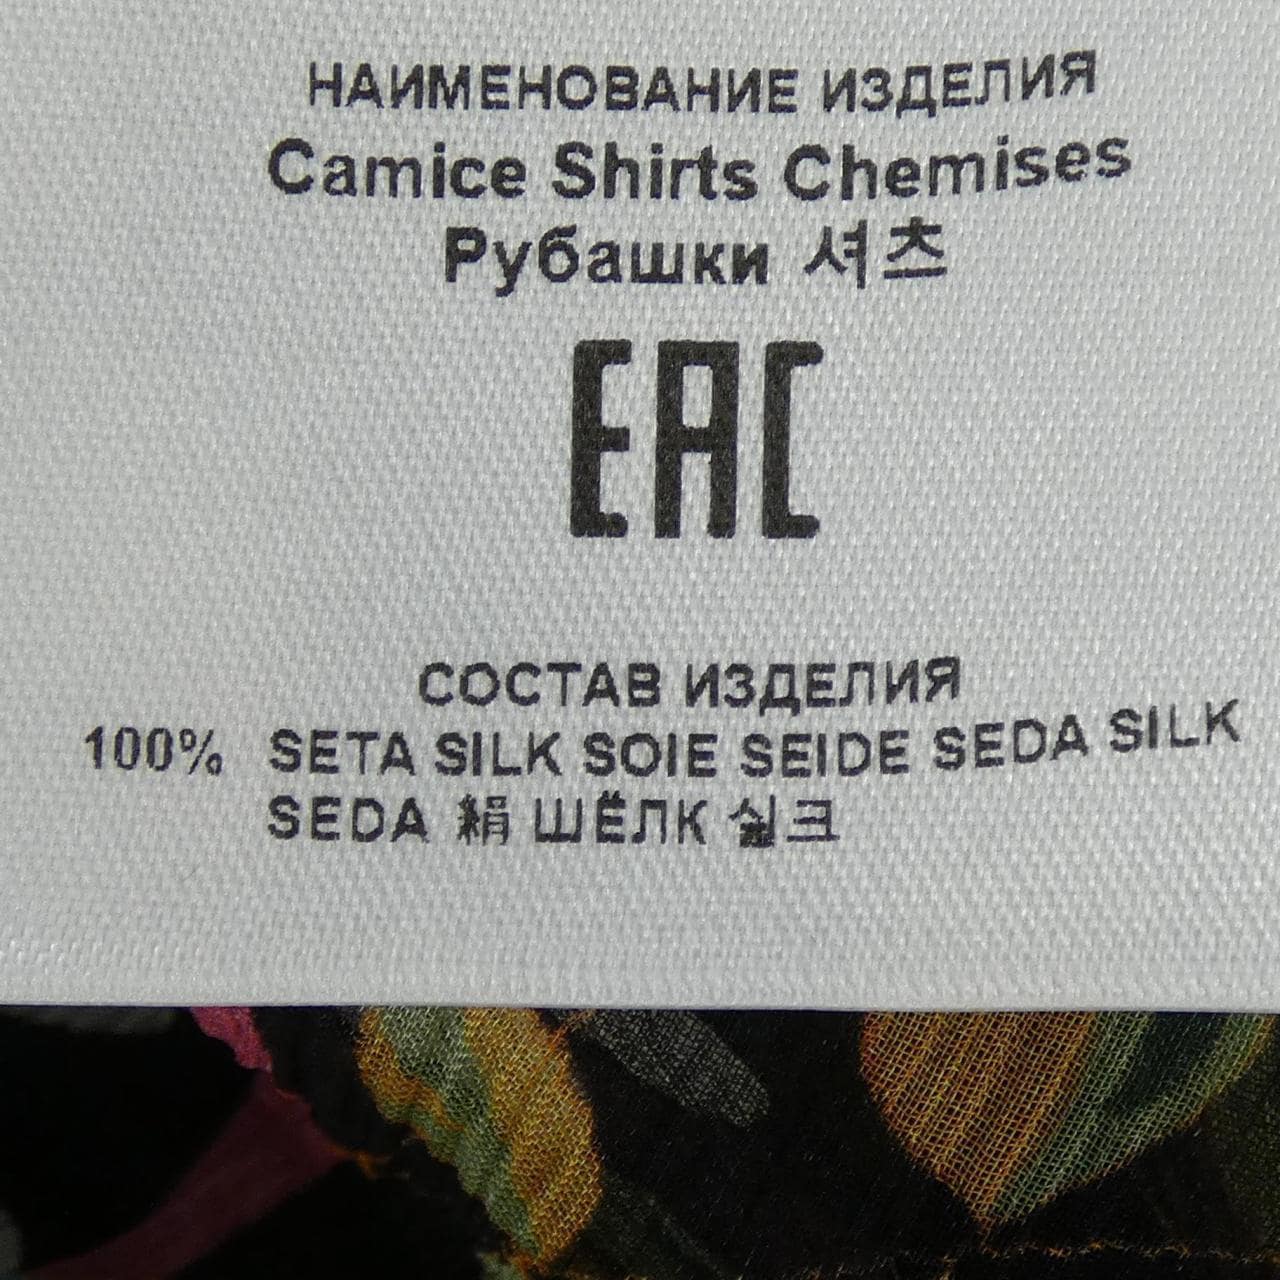 НАИМЕНОВАНИЕ ИЗДЕЛИЯ
Camice Shirts Chemises
Рубашки 셔츠
EAC
СОСТАВ ИЗДЕЛИЯ
100% SETA SILK SOIE SEIDE SEDA SILK
SEDA 絹 ШЁЛК 실크